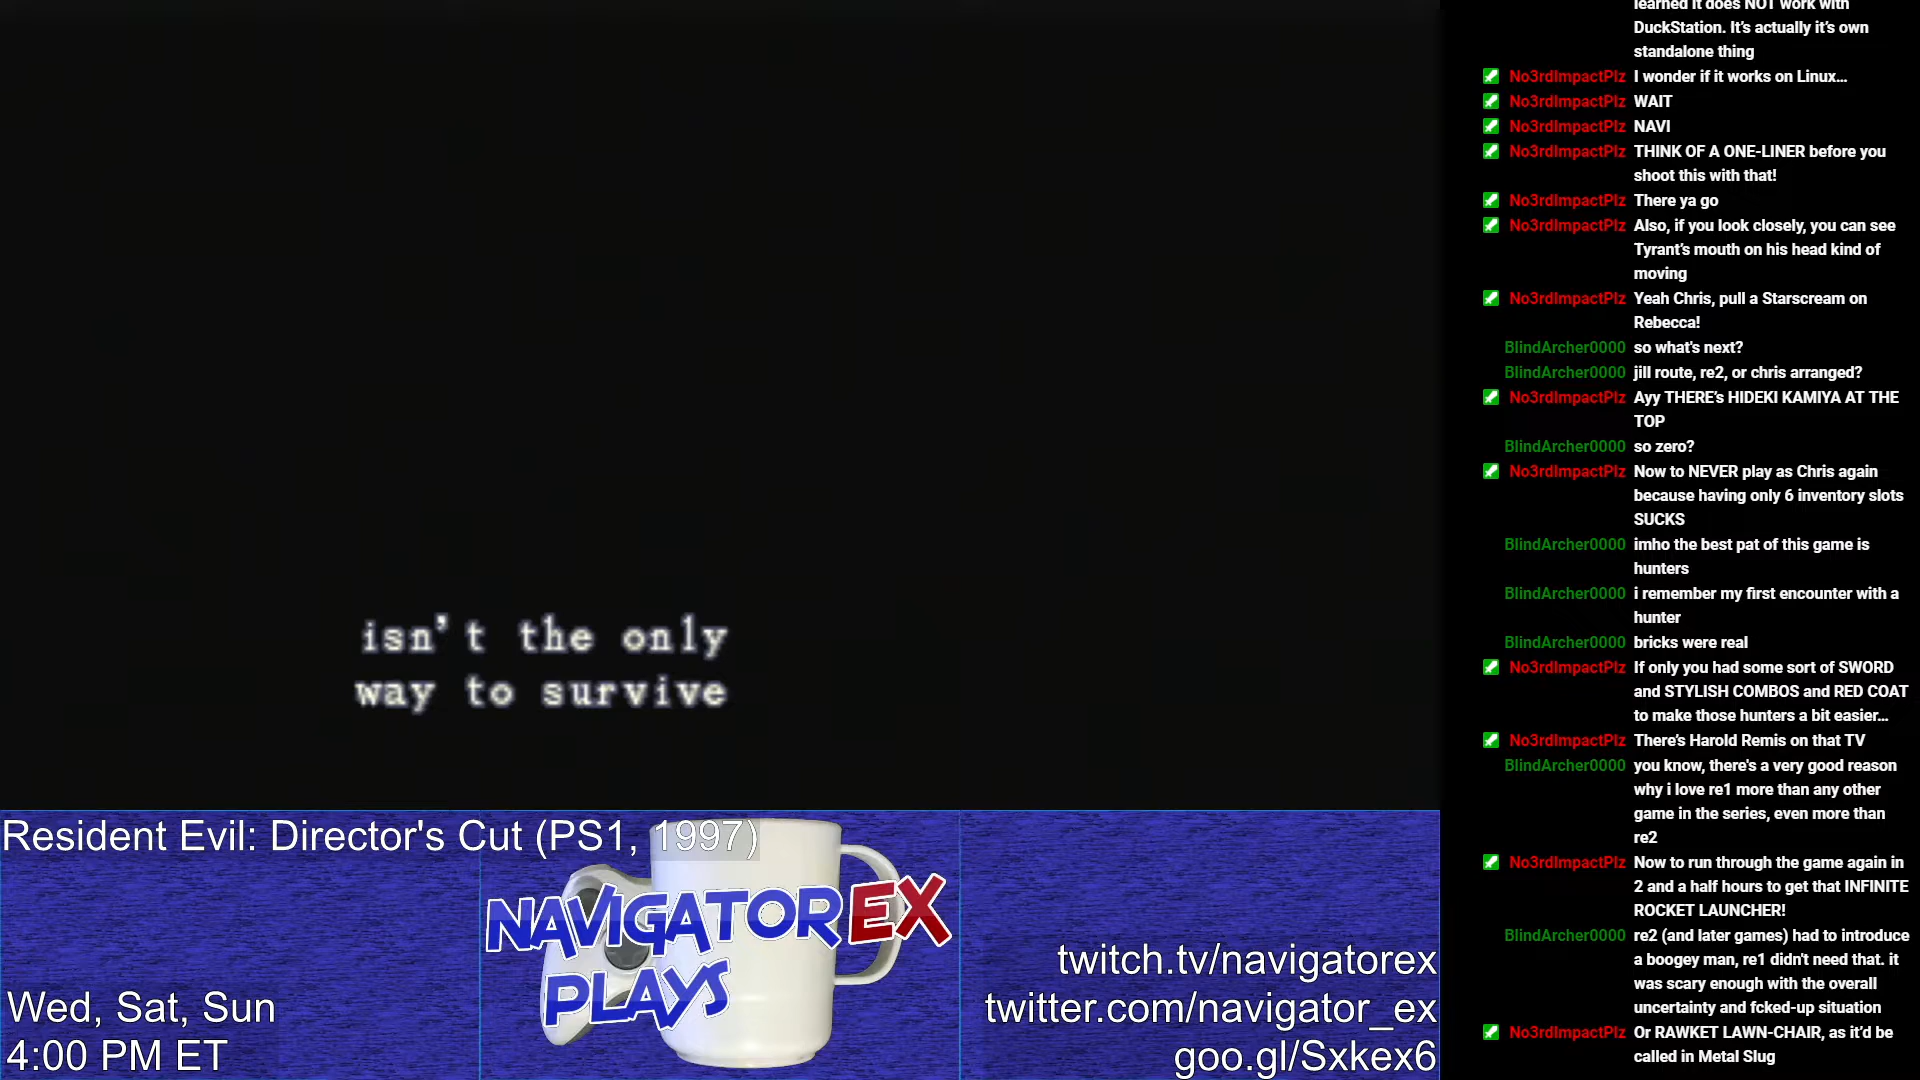 isn't the only
way to survive
Resident Evil: Director's Cut (PS1, 1997)
NAVIGATOREX
PLAYS
Wed, Sat, Sun
4:00 PM ET
twitch.tv/navigatorex
twitter.com/navigator_ex
goo.gl/Sxkex6
learned it does NOT work with
DuckStation. It's actually it's own
standalone thing
No3rdImpactPlz I wonder if it works on Linux...
No3rdImpactPlz WAIT
No3rdImpactPlz NAVI
No3rdImpactPlz THINK OF A ONE-LINER before you
shoot this with that!
No3rdImpactPlz There ya go
No3rdImpactPlz Also, if you look closely, you can see
Tyrant's mouth on his head kind of
moving
No3rdImpactPlz Yeah Chris, pull a Starscream on
Rebecca!
BlindArcher0000 so what's next?
BlindArcher0000 jill route, re2, or chris arranged?
No3rdImpactPlz Ayy THERE's HIDEKI KAMIYA AT THE
TOP
BlindArcher0000 so zero?
No3rdImpactPlz Now to NEVER play as Chris again
because having only 6 inventory slots
SUCKS
BlindArcher0000 imho the best pat of this game is
hunters
BlindArcher0000 i remember my first encounter with a
hunter
BlindArcher0000 bricks were real
No3rdImpactPlz If only you had some sort of SWORD
and STYLISH COMBOS and RED COAT
to make those hunters a bit easier...
No3rdImpactPlz There's Harold Remis on that TV
BlindArcher0000 you know, there's a very good reason
why i love re1 more than any other
game in the series, even more than
re2
No3rdImpactPlz Now to run through the game again in
2 and a half hours to get that INFINITE
ROCKET LAUNCHER!
BlindArcher0000 re2 (and later games) had to introduce
a boogey man, re1 didn't need that. it
was scary enough with the overall
uncertainty and fcked-up situation
No3rdImpactPlz Or RAWKET LAWN-CHAIR, as it'd be
called in Metal Slug